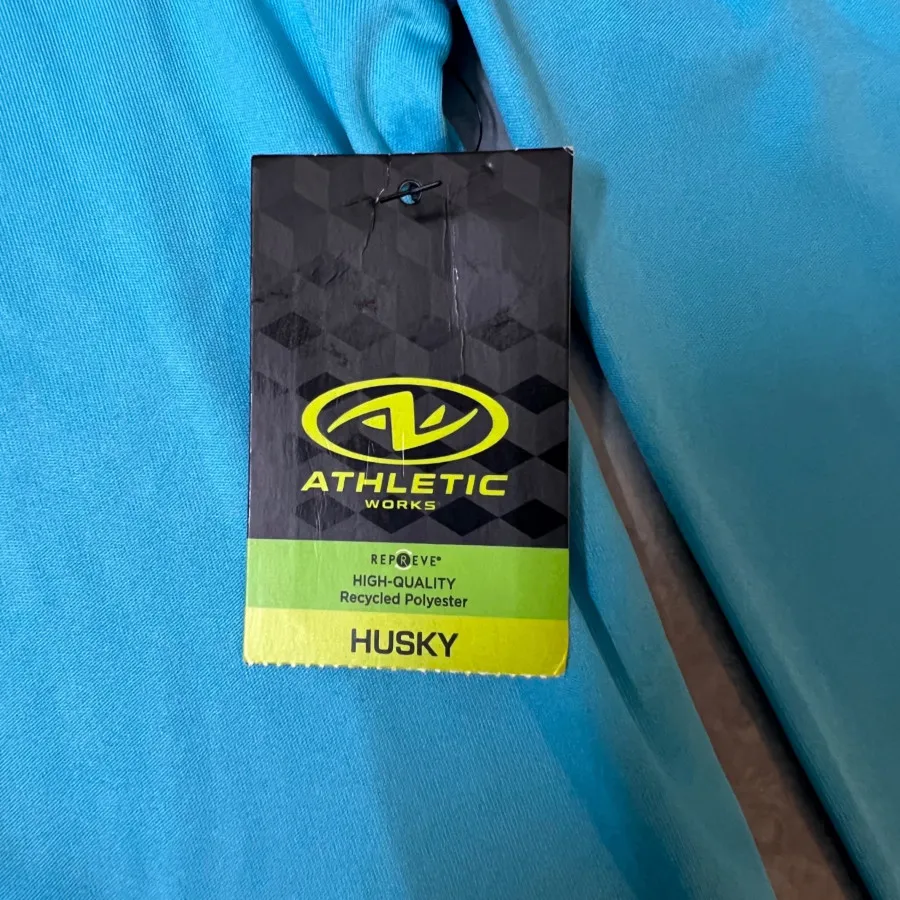 ATHLETIC
WORKS
REPREVE®
HIGH-QUALITY
Recycled Polyester
HUSKY